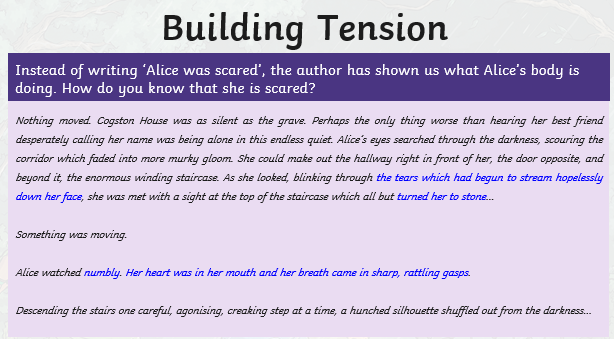 Building Tension
Instead of writing ‘Alice was scared’, the author has shown us what Alice’s body is
doing. How do you know that she is scared?
Nothing moved. Cogston House was as silent as the grave. Perhaps the only thing worse than hearing her best friend
desperately calling her name was being alone in this endless quiet. Alice’s eyes searched through the darkness, scouring the
corridor which faded into more murky gloom. She could make out the hallway right in front of her, the door opposite, and
beyond it, the enormous winding staircase. As she looked, blinking through the tears which had begun to stream hopelessly
down her face, she was met with a sight at the top of the staircase which all but turned her to stone…
Something was moving.
Alice watched numbly. Her heart was in her mouth and her breath came in sharp, rattling gasps.
Descending the stairs one careful, agonising, creaking step at a time, a hunched silhouette shuffled out from the darkness…